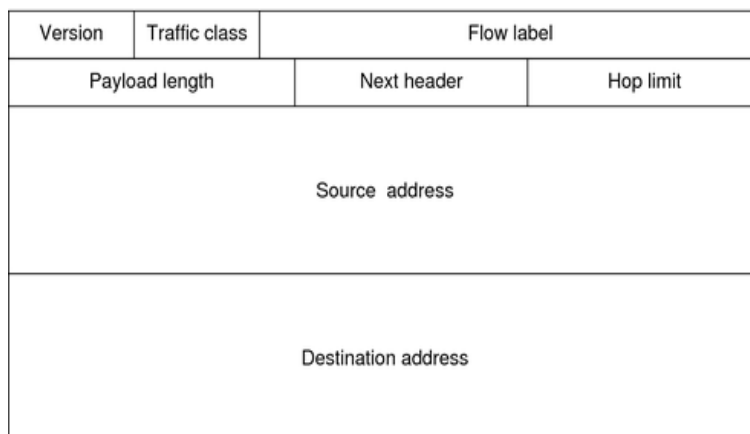 Version Traffic class Flow label
Payload length Next header Hop limit
Source address
Destination address